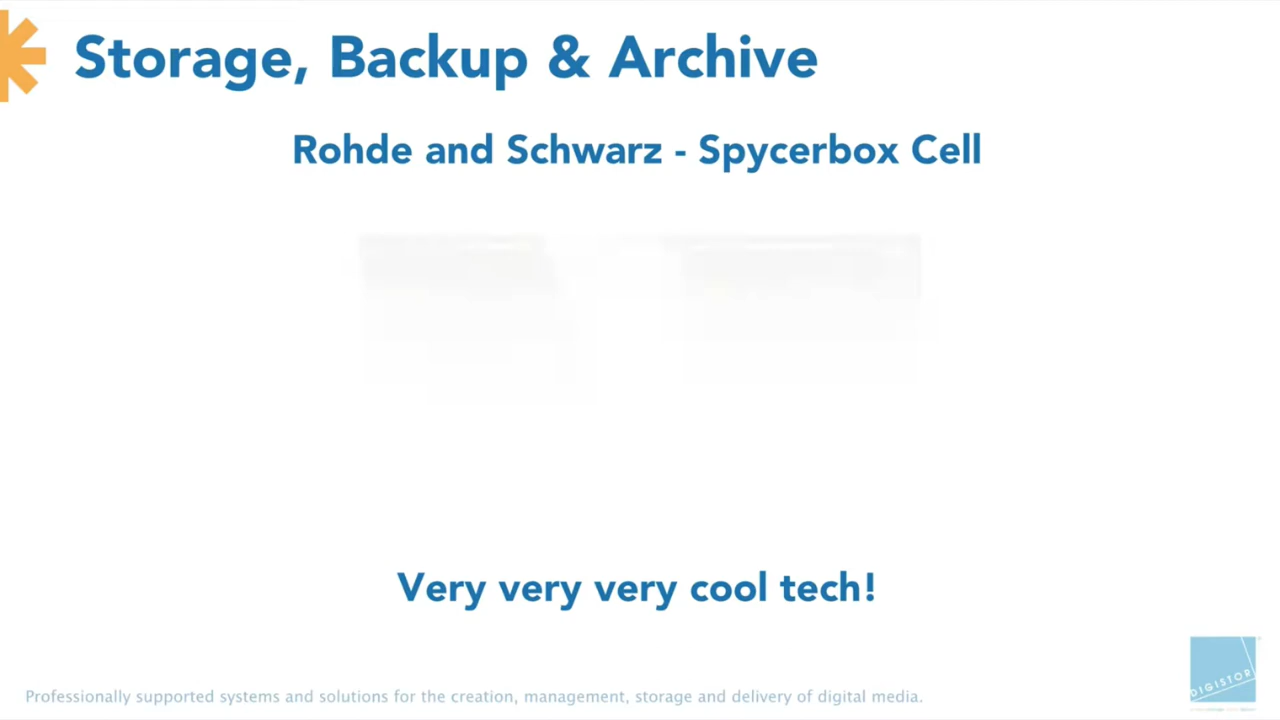 Storage, Backup & Archive
Rohde and Schwarz - Spycerbox Cell
Very very very cool tech!
DIGISTOR
Professionally supported systems and solutions for the creation, management, storage and delivery of digital media.